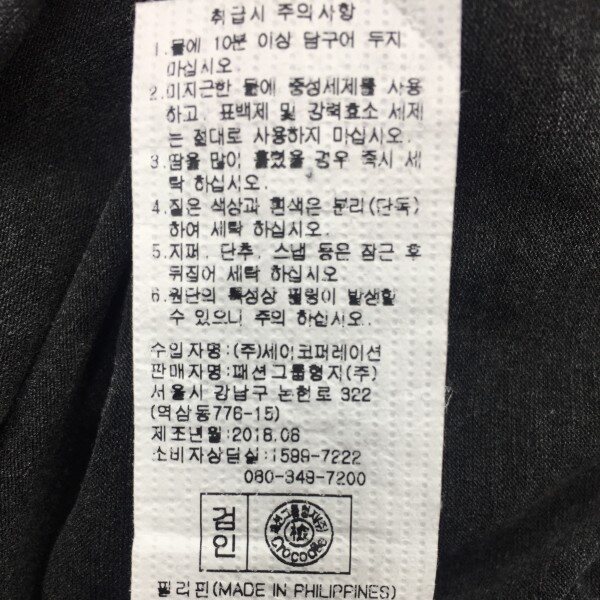 취급시 주의사항
1. 물에 10분 이상 담구어 두지
마십시오.
2. 미지근한 물에 중성세제를 사용
하고, 표백제 및 강력효소 세제
는 절대로 사용하지 마십시오.
3. 땀을 많이 흘렸을 경우 즉시 세
탁 하십시오.
4. 짙은 색상과 흰색은 분리(단독)
하여 세탁 하십시오.
5. 지퍼, 단추, 스냅 등은 잠근 후
뒤집어 세탁 하십시오.
6. 원단의 특성상 필링이 발생할
수 있으니 주의 하십시오.
수입자명:(주)세이코퍼레이션
판매자명:패션그룹형지(주)
서울시 강남구 논현로 322
(역삼동776-15)
제조년월:2016.06
소비자상담실:1599-7222
080-349-7200
검인
패션그룹형지(주)
Crocodile
필리핀(MADE IN PHILIPPINES)